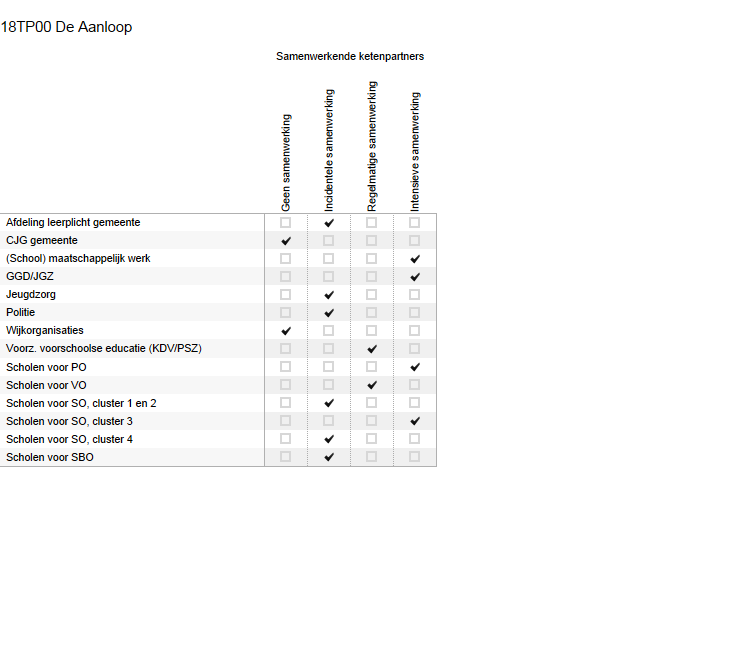 18TP00 De Aanloop
Samenwerkende ketenpartners
Geen samenwerking
Incidentele samenwerking
Regelmatige samenwerking
Intensieve samenwerking
Afdeling leerplicht gemeente
CJG gemeente
(School) maatschappelijk werk
GGD/JGZ
Jeugdzorg
Politie
Wijkorganisaties
Voorz. voorschoolse educatie (KDV/PSZ)
Scholen voor PO
Scholen voor VO
Scholen voor SO, cluster 1 en 2
Scholen voor SO, cluster 3
Scholen voor SO, cluster 4
Scholen voor SBO